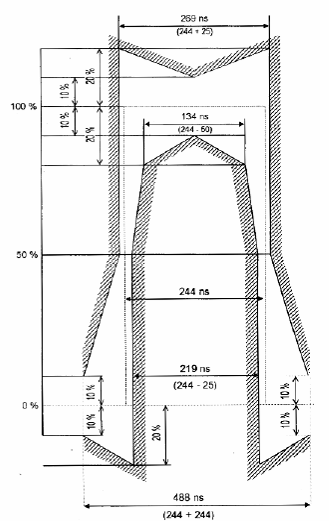 269 ns
(244 + 25)
10 %
20 %
100 %
10 %
20 %
134 ns
(244 - 50)
50 %
244 ns
219 ns
(244 - 25)
10 %
10 %
0 %
10 %
10 %
20 %
488 ns
(244 + 244)